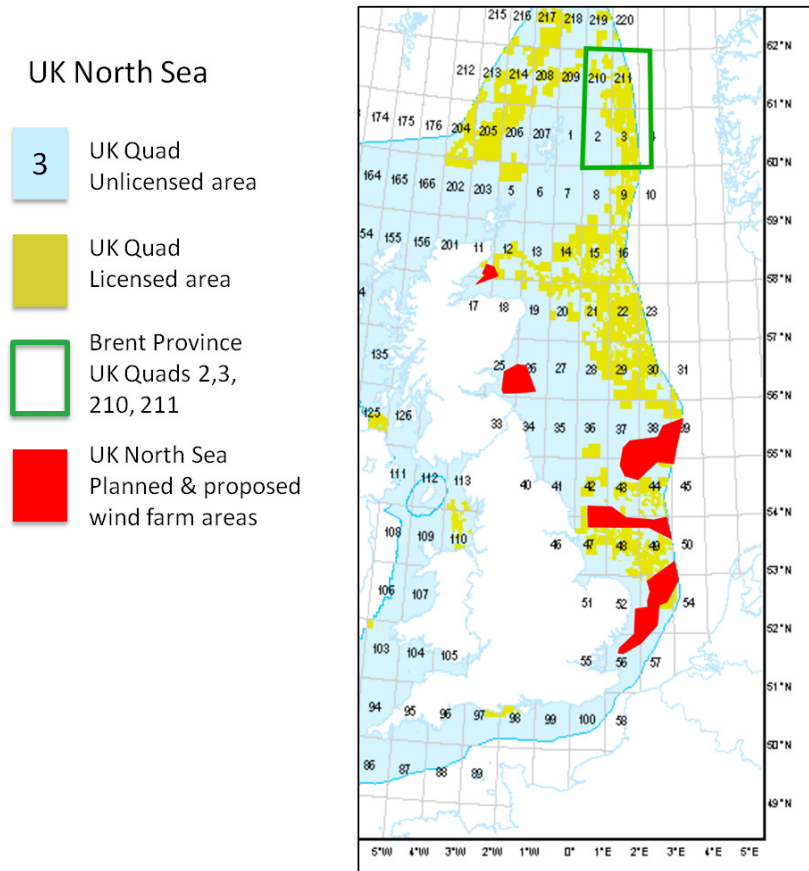 UK North Sea
3
UK Quad
Unlicensed area
UK Quad
Licensed area
Brent Province
UK Quads 2,3,
210, 211
UK North Sea
Planned & proposed
wind farm areas
215 216 217 218 219 220
62°N
212 213 214 208 209 210 211
61°N
174 175 176 204 205 206 207 1 2 3 4
60°N
164 165 166 202 203 5 6 7 8 9 10
59°N
54 155 156 201 11 12 13 14 15 16
58°N
17 18 19 20 21 22 23
57°N
135 25 26 27 28 29 30 31
56°N
125 126 33 34 35 36 37 38 39
55°N
111 112 113 40 41 42 43 44 45
54°N
108 109 110 46 47 48 49 50
53°N
106 107 51 52 54
52°N
103 104 105 55 56 57
51°N
94 95 96 97 98 99 100 58
50°N
86 87 88 89
49°N
5°W 4°W 3°W 2°W 1°W 0° 1°E 2°E 3°E 4°E 5°E